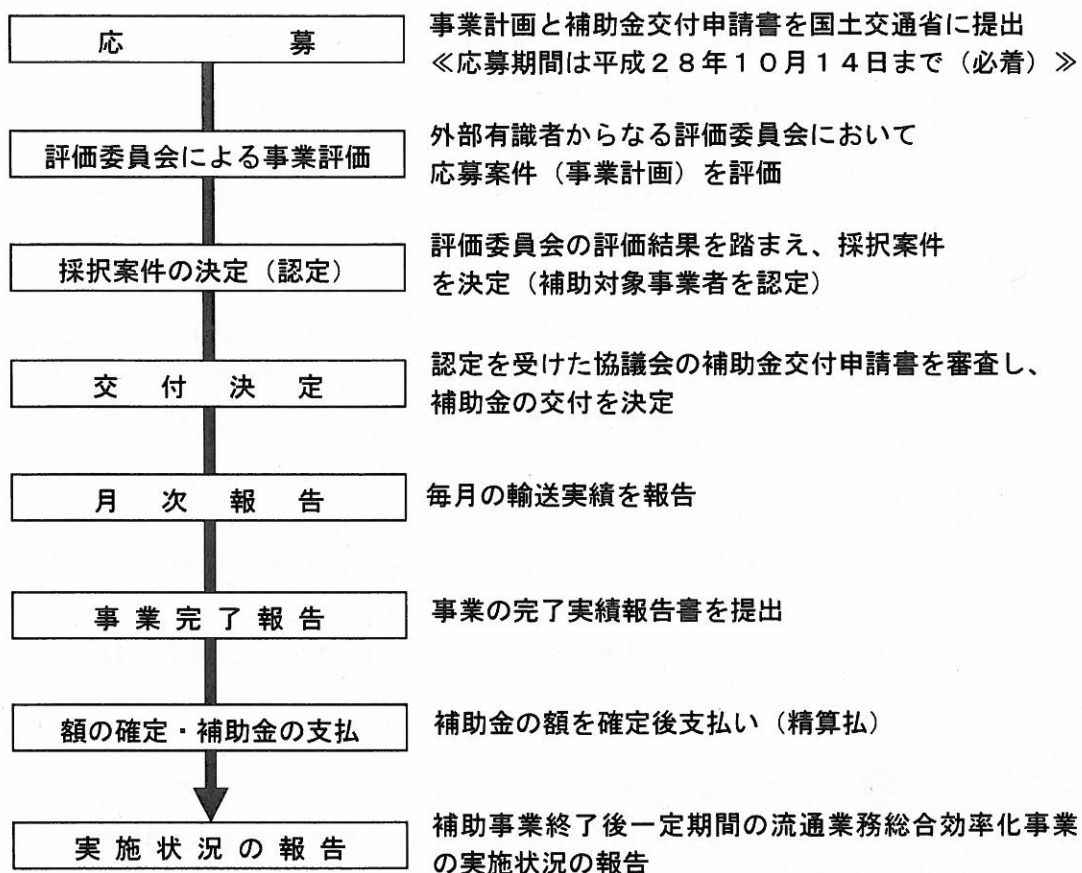 応募
事業計画と補助金交付申請書を国土交通省に提出
≪応募期間は平成２８年１０月１４日まで（必着）≫
評価委員会による事業評価
外部有識者からなる評価委員会において
応募案件（事業計画）を評価
採択案件の決定（認定）
評価委員会の評価結果を踏まえ、採択案件
を決定（補助対象事業者を認定）
交付決定
認定を受けた協議会の補助金交付申請書を審査し、
補助金の交付を決定
月次報告
毎月の輸送実績を報告
事業完了報告
事業の完了実績報告書を提出
額の確定・補助金の支払
補助金の額を確定後支払い（精算払）
実施状況の報告
補助事業終了後一定期間の流通業務総合効率化事業
の実施状況の報告